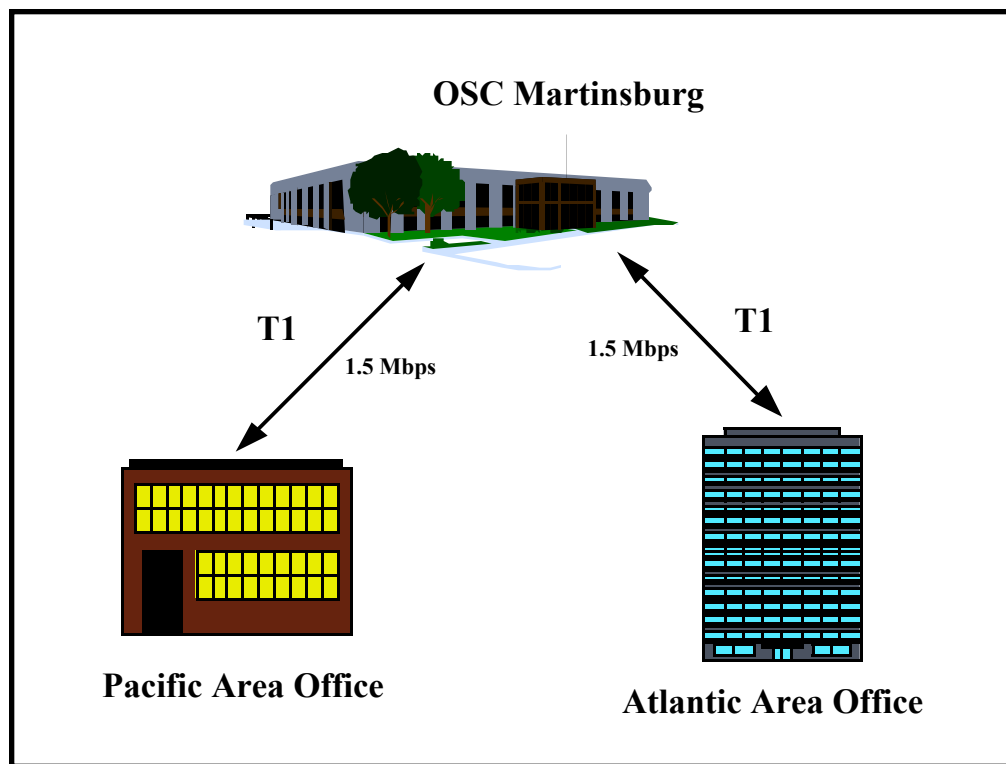 OSC Martinsburg
T1
1.5 Mbps
T1
1.5 Mbps
Pacific Area Office
Atlantic Area Office